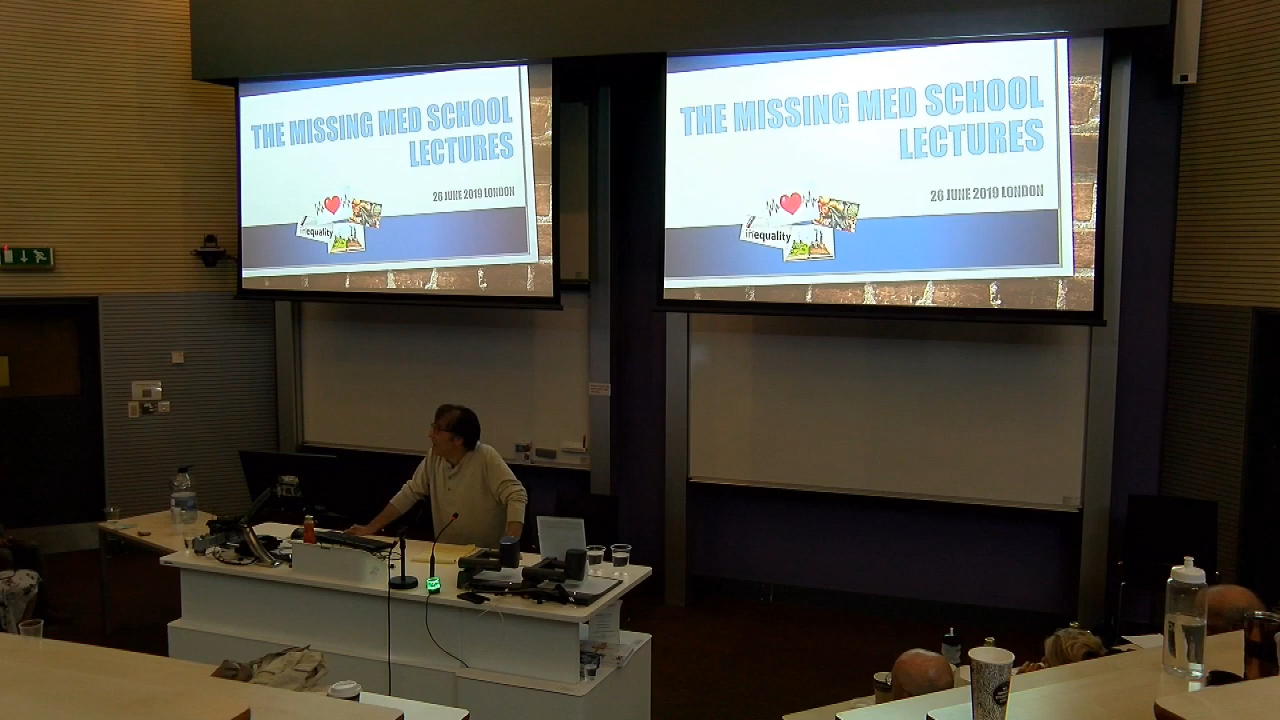 THE MISSING MED SCHOOL
LECTURES
26 JUNE 2019 LONDON
inequality
THE MISSING MED SCHOOL
LECTURES
26 JUNE 2019 LONDON
inequality